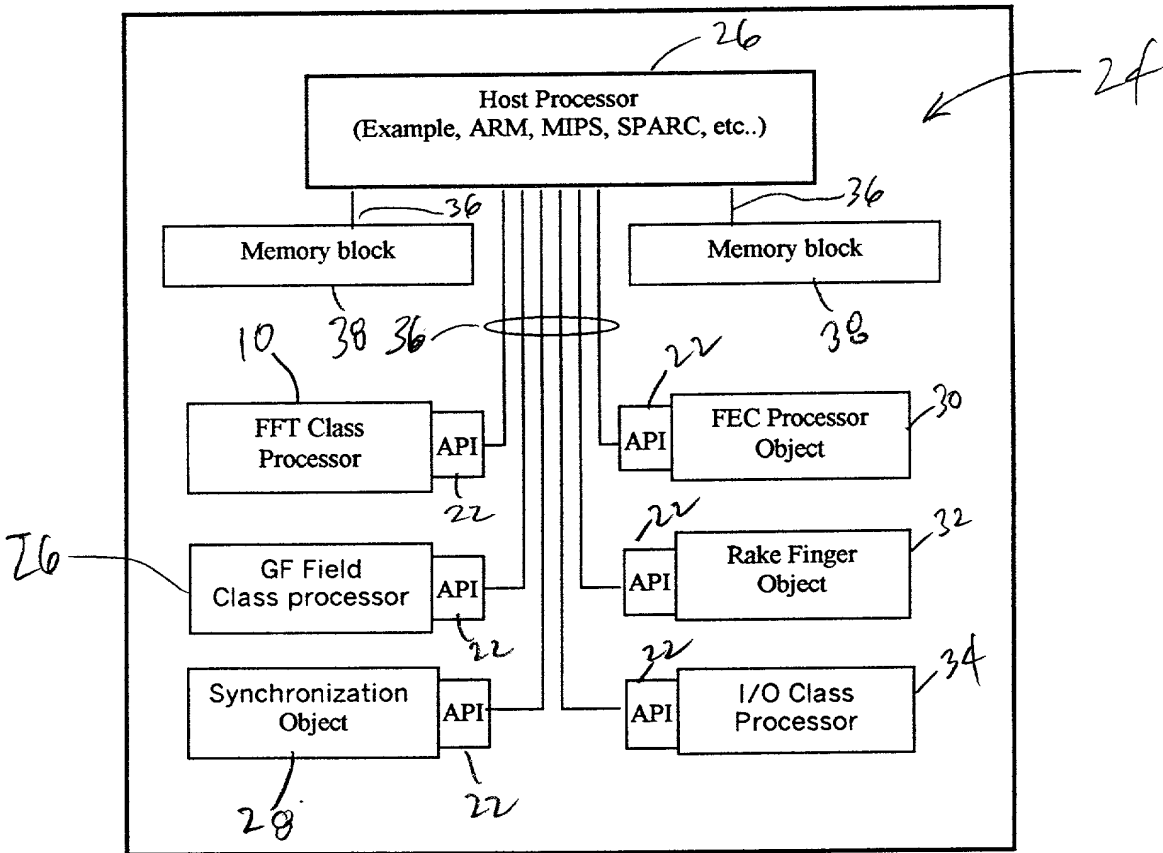 26
24
Host Processor
(Example, ARM, MIPS, SPARC, etc..)
36
36
Memory block
Memory block
38
36
38
10
22
FFT Class
Processor
API
22
API
FEC Processor
Object
30
26
GF Field
Class processor
API
22
22
API
Rake Finger
Object
32
Synchronization
Object
API
22
28
22
API
I/O Class
Processor
34